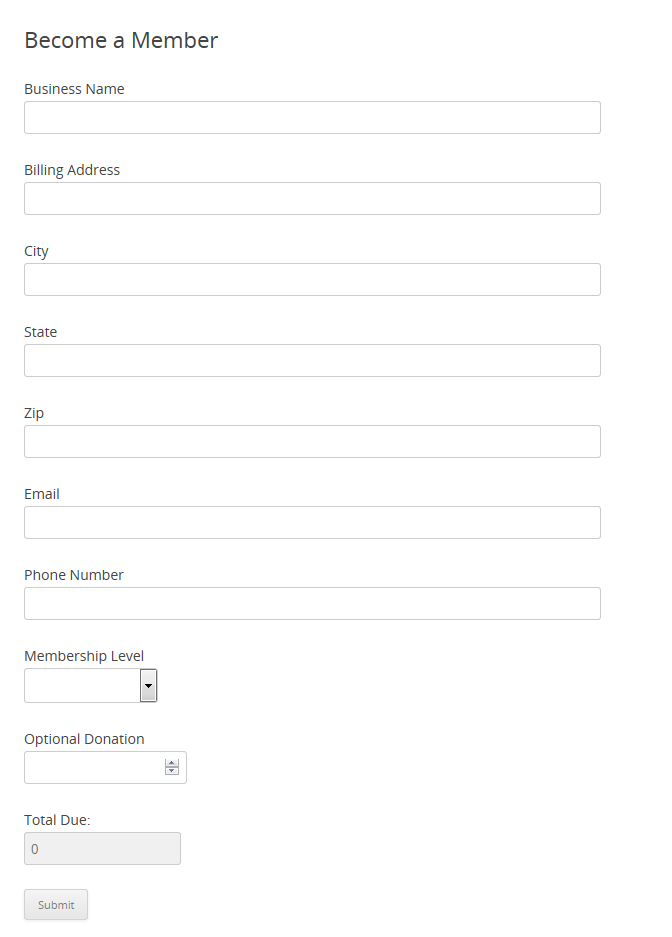 Become a Member
Business Name
Billing Address
City
State
Zip
Email
Phone Number
Membership Level
Optional Donation
Total Due:
0
Submit